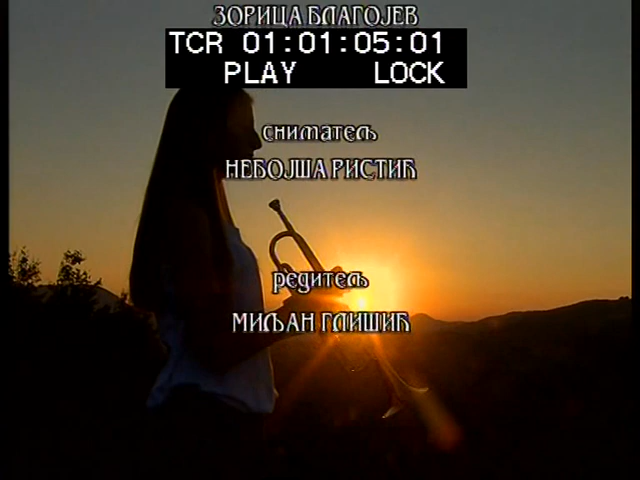 ЗОРИЦА БЛАГОЈЕВ
TCR 01:01:05:01
PLAY LOCK
сниматељ
НЕБОЈША РИСТИЋ
редитељ
МИЉАН ГЛИШИЋ